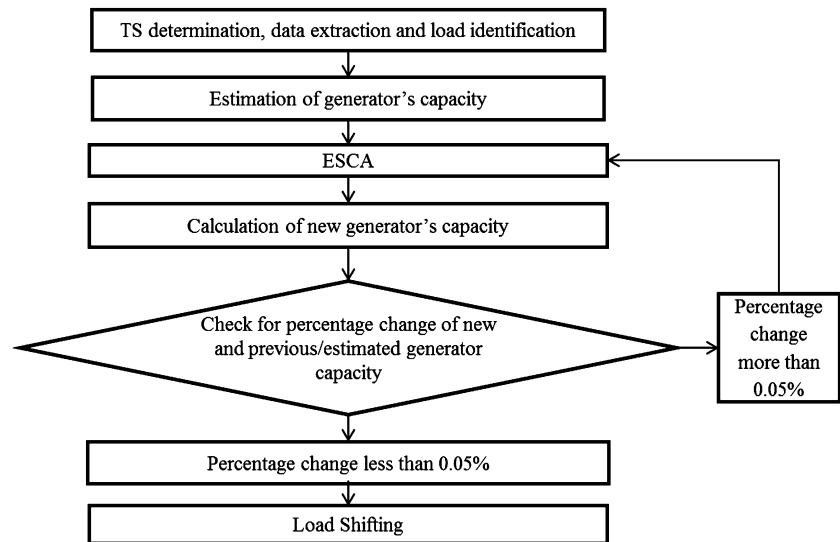 TS determination, data extraction and load identification
Estimation of generator's capacity
ESCA
Calculation of new generator's capacity
Check for percentage change of new
and previous/estimated generator
capacity
Percentage
change
more than
0.05%
Percentage change less than 0.05%
Load Shifting